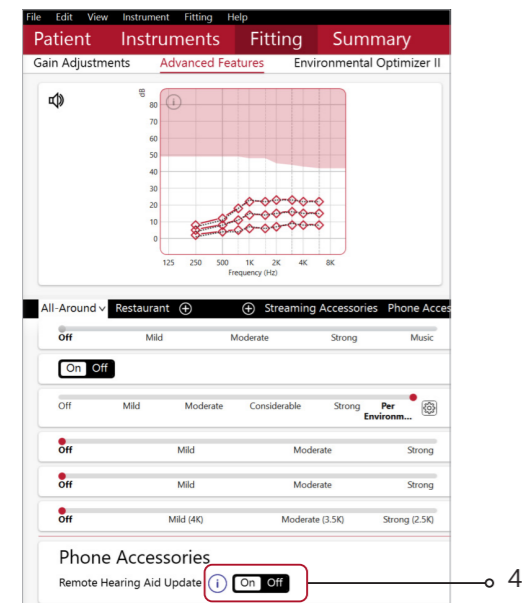 File Edit View Instrument Fitting Help
Patient Instruments Fitting Summary
Gain Adjustments Advanced Features Environmental Optimizer II
dB
i
80
70
60
50
40
30
20
10
0
125 250 500 1K 2K 4K 8K
Frequency (Hz)
All-Around Restaurant Streaming Accessories Phone Acces
Off Mild Moderate Strong Music
On Off
Off Mild Moderate Considerable Strong Per Environm...
Off Mild Moderate Strong
Off Mild Moderate Strong
Off Mild (4K) Moderate (3.5K) Strong (2.5K)
Phone Accessories
Remote Hearing Aid Update i On Off
4